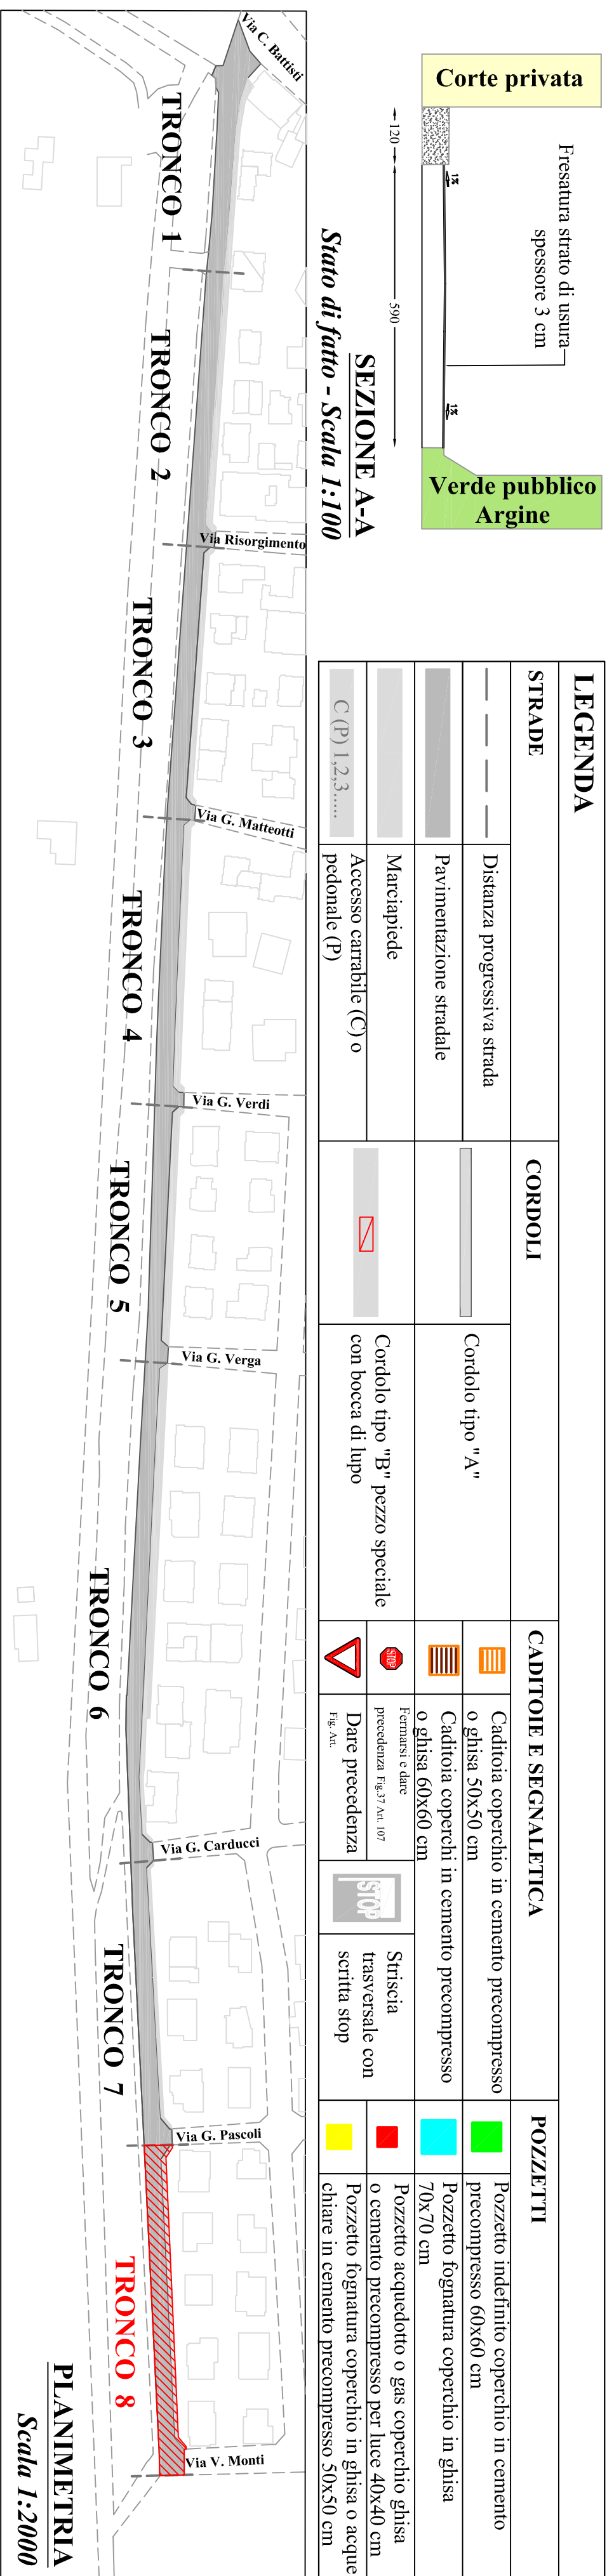 Corte privata
120
590
1%
1%
Fresatura strato di usura
spessore 3 cm
Verde pubblico
Argine
SEZIONE A-A
Stato di fatto - Scala 1:100
LEGENDA
STRADE
Distanza progressiva strada
Pavimentazione stradale
Marciapiede
C (P) 1,2,3.....
Accesso carrabile (C) o
pedonale (P)
CORDOLI
Cordolo tipo "A"
Cordolo tipo "B" pezzo speciale
con bocca di lupo
CADITOIE E SEGNALETICA
Caditoia coperchio in cemento precompresso
o ghisa 50x50 cm
Caditoia coperchi in cemento precompresso
o ghisa 60x60 cm
STOP
Fermarsi e dare
precedenza Fig.37 Art. 107
Dare precedenza
Fig. Art.
STOP
Striscia
trasversale con
scritta stop
POZZETTI
Pozzetto indefinito coperchio in cemento
precompresso 60x60 cm
Pozzetto fognatura coperchio in ghisa
70x70 cm
Pozzetto acquedotto o gas coperchio ghisa
o cemento precompresso per luce 40x40 cm
Pozzetto fognatura coperchio in ghisa o acque
chiare in cemento precompresso 50x50 cm
Via C. Battisti
TRONCO 1
TRONCO 2
Via Risorgimento
TRONCO 3
Via G. Matteotti
TRONCO 4
Via G. Verdi
TRONCO 5
Via G. Verga
TRONCO 6
Via G. Carducci
TRONCO 7
Via G. Pascoli
TRONCO 8
Via V. Monti
PLANIMETRIA
Scala 1:2000